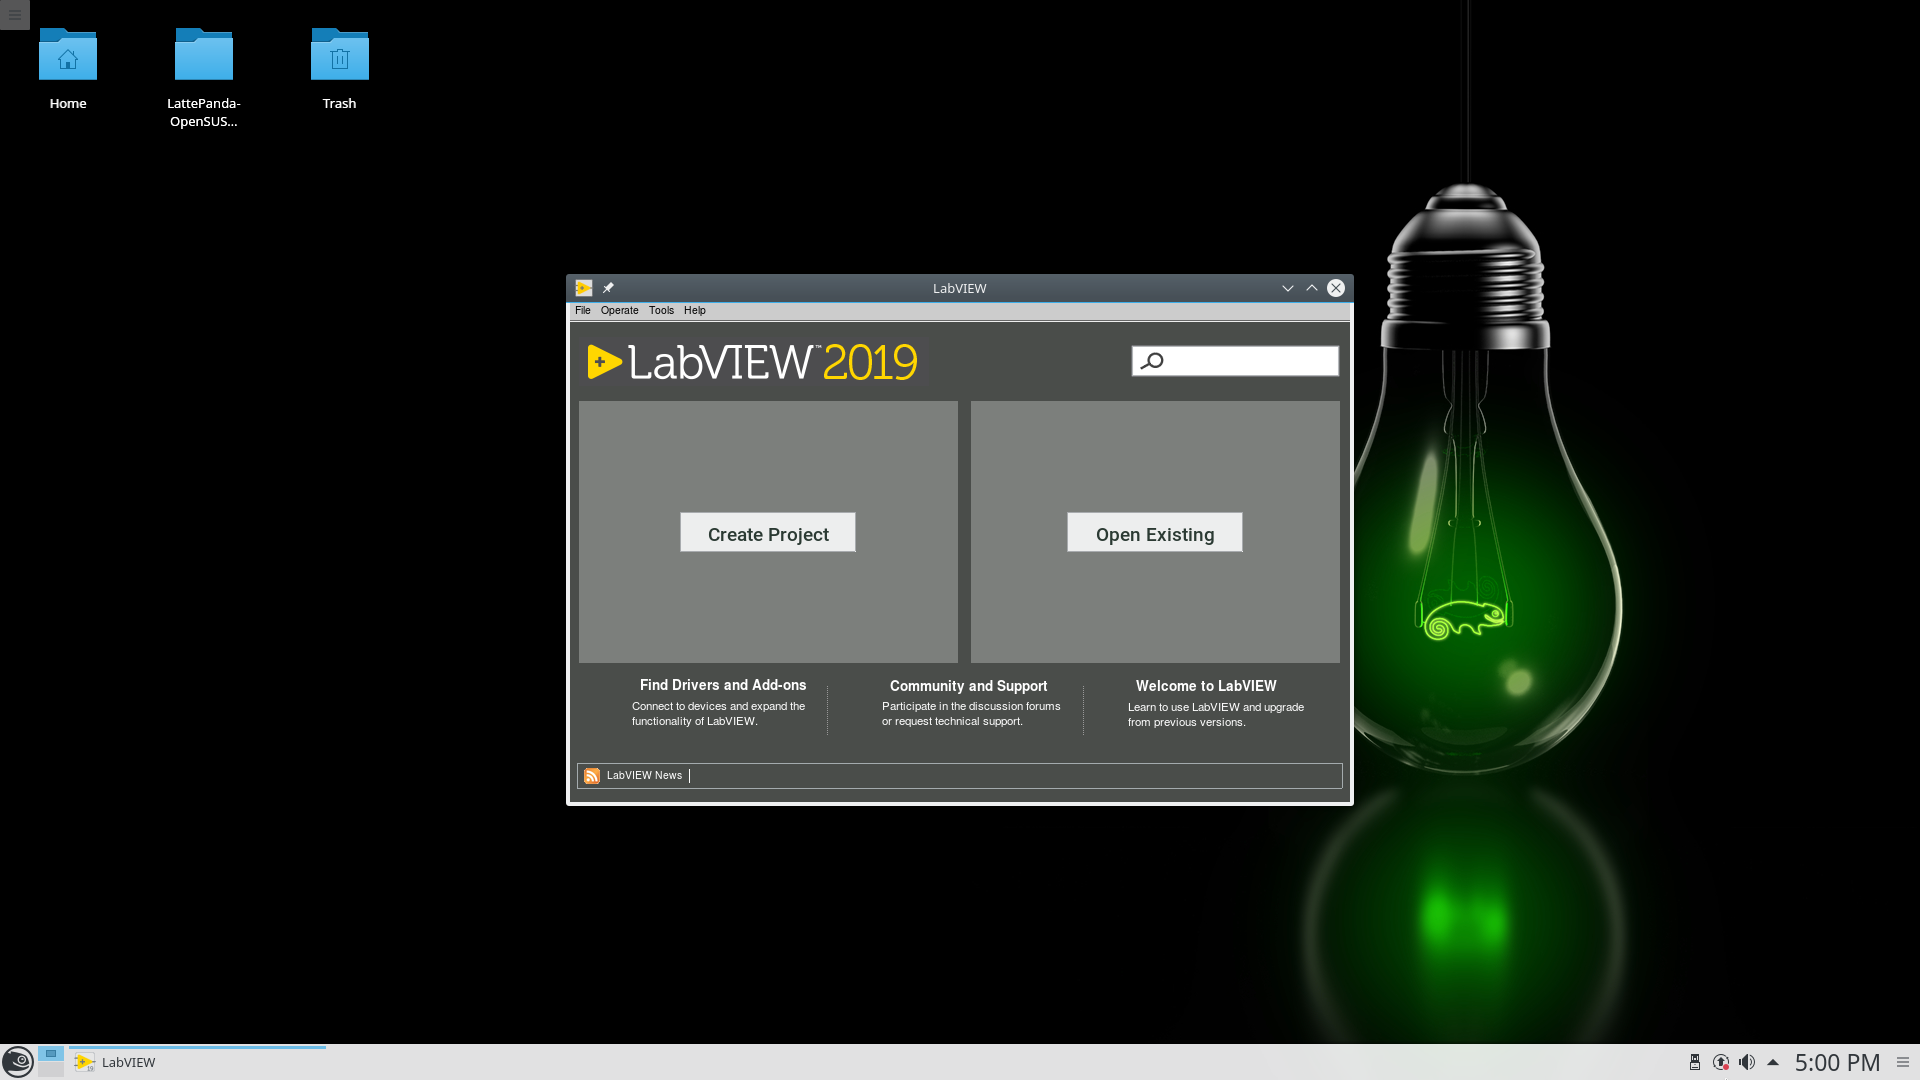 Home
LattePanda-
OpenSUS...
Trash
LabVIEW
File Operate Tools Help
LabVIEW™ 2019
Create Project
Open Existing
Find Drivers and Add-ons
Connect to devices and expand the
functionality of LabVIEW.
Community and Support
Participate in the discussion forums
or request technical support.
Welcome to LabVIEW
Learn to use LabVIEW and upgrade
from previous versions.
LabVIEW News
19
LabVIEW
5:00 PM